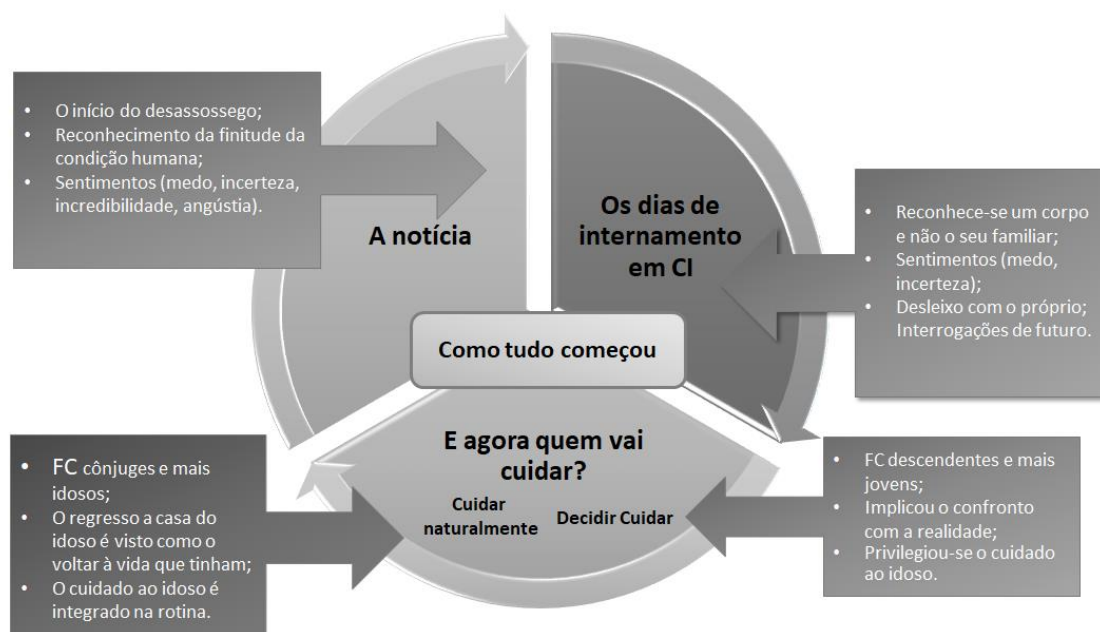 • O início do desassossego;
• Reconhecimento da finitude da
condição humana;
• Sentimentos (medo, incerteza,
incredibilidade, angústia).
A notícia
Os dias de
internamento
em CI
• Reconhece-se um corpo
e não o seu familiar;
• Sentimentos (medo,
incerteza);
• Desleixo com o próprio;
Interrogações de futuro.
Como tudo começou
E agora quem vai
cuidar?
Cuidar
naturalmente
Decidir Cuidar
• FC cônjuges e mais
idosos;
• O regresso a casa do
idoso é visto como o
voltar à vida que tinham;
• O cuidado ao idoso é
integrado na rotina.
• FC descendentes e mais
jovens;
• Implicou o confronto
com a realidade;
• Privilegiou-se o cuidado
ao idoso.